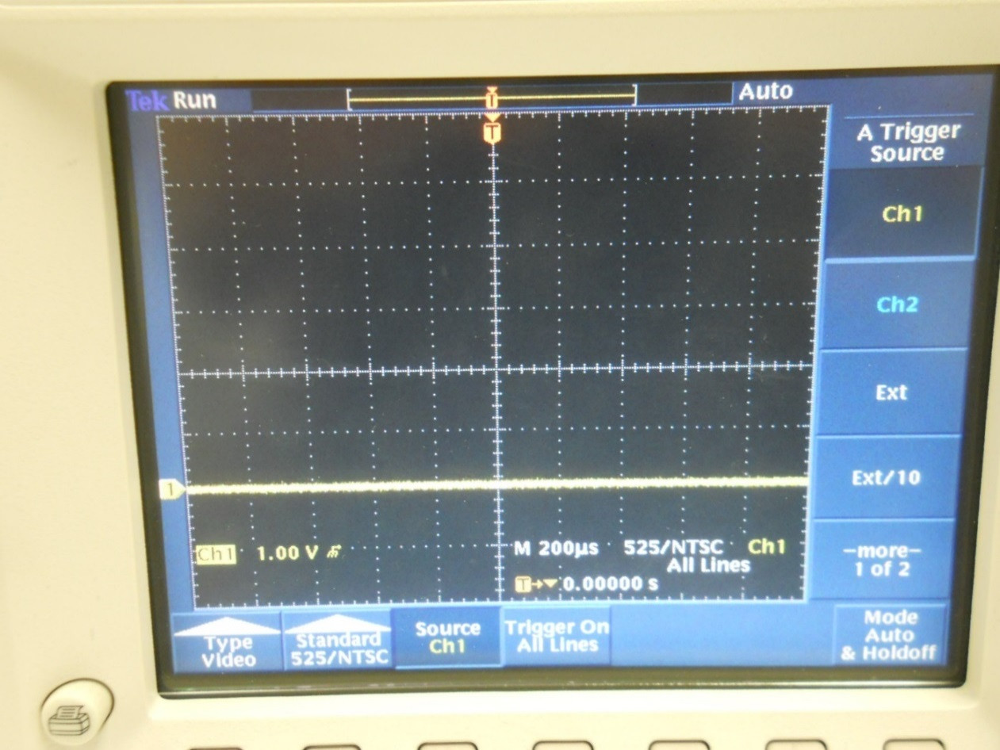 Tek Run
T
Auto
T
A Trigger
Source
Ch1
Ch2
Ext
Ext/10
-more-
1 of 2
1
Ch1 1.00 V
M 200µs 525/NTSC Ch1
All Lines
T→▼ 0.00000 s
Type
Video
Standard
525/NTSC
Source
Ch1
Trigger On
All Lines
Mode
Auto
& Holdoff